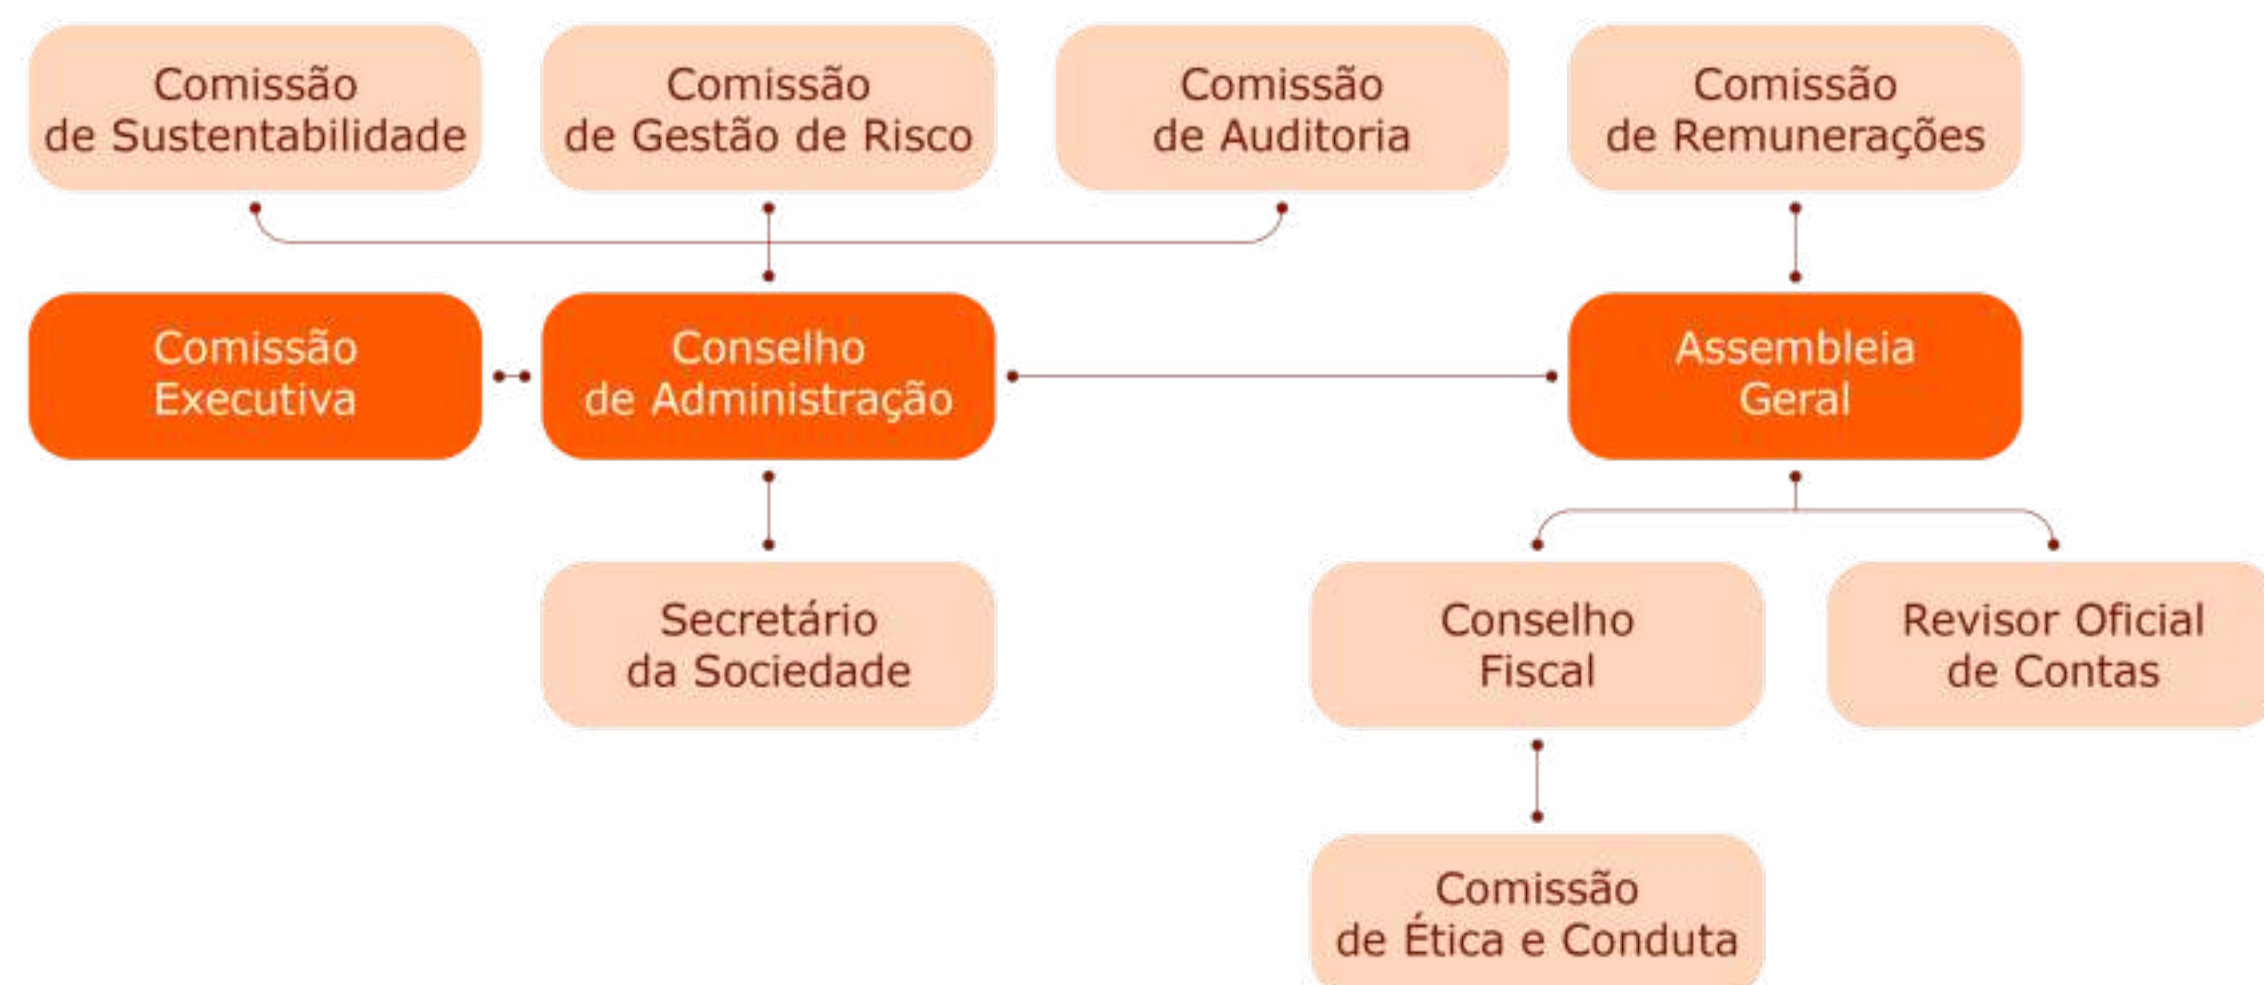 Comissão
de Sustentabilidade
Comissão
de Gestão de Risco
Comissão
de Auditoria
Comissão
de Remunerações
Comissão
Executiva
Conselho
de Administração
Assembleia
Geral
Secretário
da Sociedade
Conselho
Fiscal
Revisor Oficial
de Contas
Comissão
de Ética e Conduta